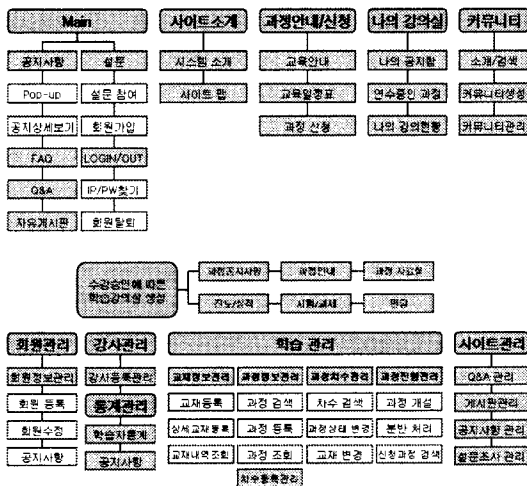 Main
사이트소개
과정안내/신청
나의 강의실
커뮤니티
공지사항
설문
시스템 소개
교육안내
나의 공지함
소개/검색
Pop-up
설문 참여
사이트 맵
교육일정표
연수중인 과정
커뮤니티생성
공지상세보기
회원가입
과정 신청
나의 강의현황
커뮤니티관리
FAQ
LOGIN/OUT
Q&A
IP/PW찾기
자유게시판
회원탈퇴
수강승인에 따른
학습강의실 생성
과정공지사항
과정안내
과정 자료실
진도/성적
시험/과제
회원관리
강사관리
학습 관리
사이트관리
회원정보관리
강사등록관리
교재정보관리
과정정보관리
과정차수관리
과정진행관리
Q&A 관리
회원 등록
통계관리
교재등록
과정 검색
차수 검색
과정 개설
게시판관리
회원수정
학습자통계
상세교재등록
과정 등록
과정상태 변경
분반 처리
공지사항 관리
공지사항
공지사항
교재내역조회
과정 조회
교재 변경
신청과정 검색
설문조사 관리
차수등록관리